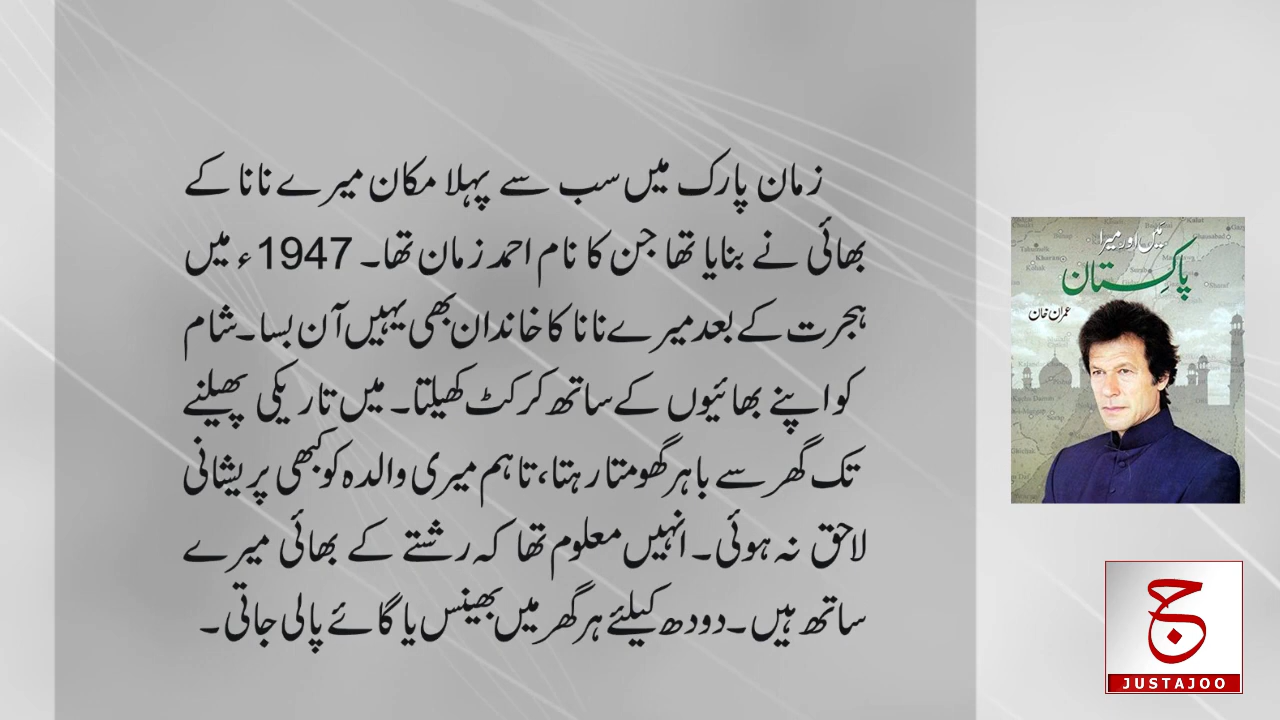 زمان پارک میں سب سے پہلا مکان میرے نانا کے
بھائی نے بنایا تھا جن کا نام احمد زمان تھا۔ 1947ء میں
ہجرت کے بعد میرے نانا کا خاندان بھی یہیں آن بسا۔ شام
کو اپنے بھائیوں کے ساتھ کرکٹ کھیلتا۔ میں تاریکی پھیلنے
تک گھر سے باہر گھومتا رہتا، تاہم میری والدہ کو کبھی پریشانی
لاحق نہ ہوئی۔ انہیں معلوم تھا کہ رشتے کے بھائی میرے
ساتھ ہیں۔ دودھ کیلئے ہر گھر میں بھینس یا گائے پالی جاتی۔
میں اور میرا
پاکستان
عمران خان
ج
JUSTAJOO